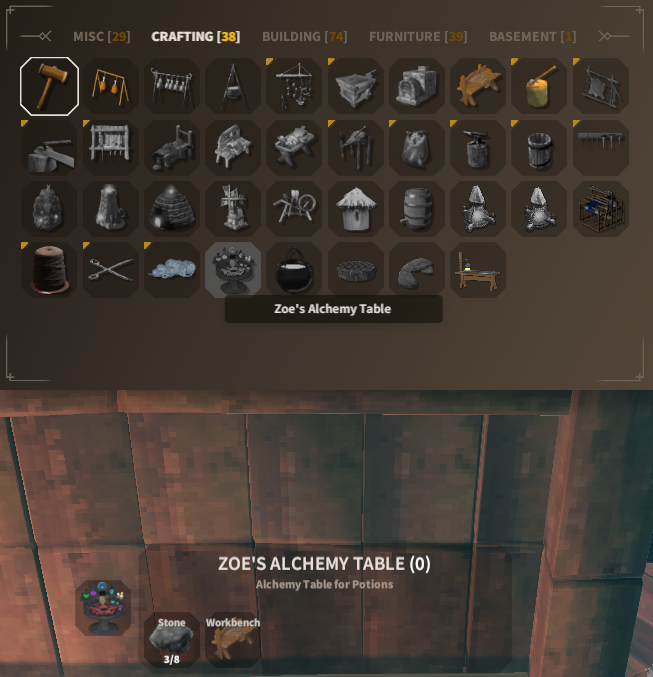 MISC [29] CRAFTING [38] BUILDING [74] FURNITURE [39] BASEMENT [1]
Zoe's Alchemy Table
ZOE'S ALCHEMY TABLE (0)
Alchemy Table for Potions
Stone Workbench
3/8